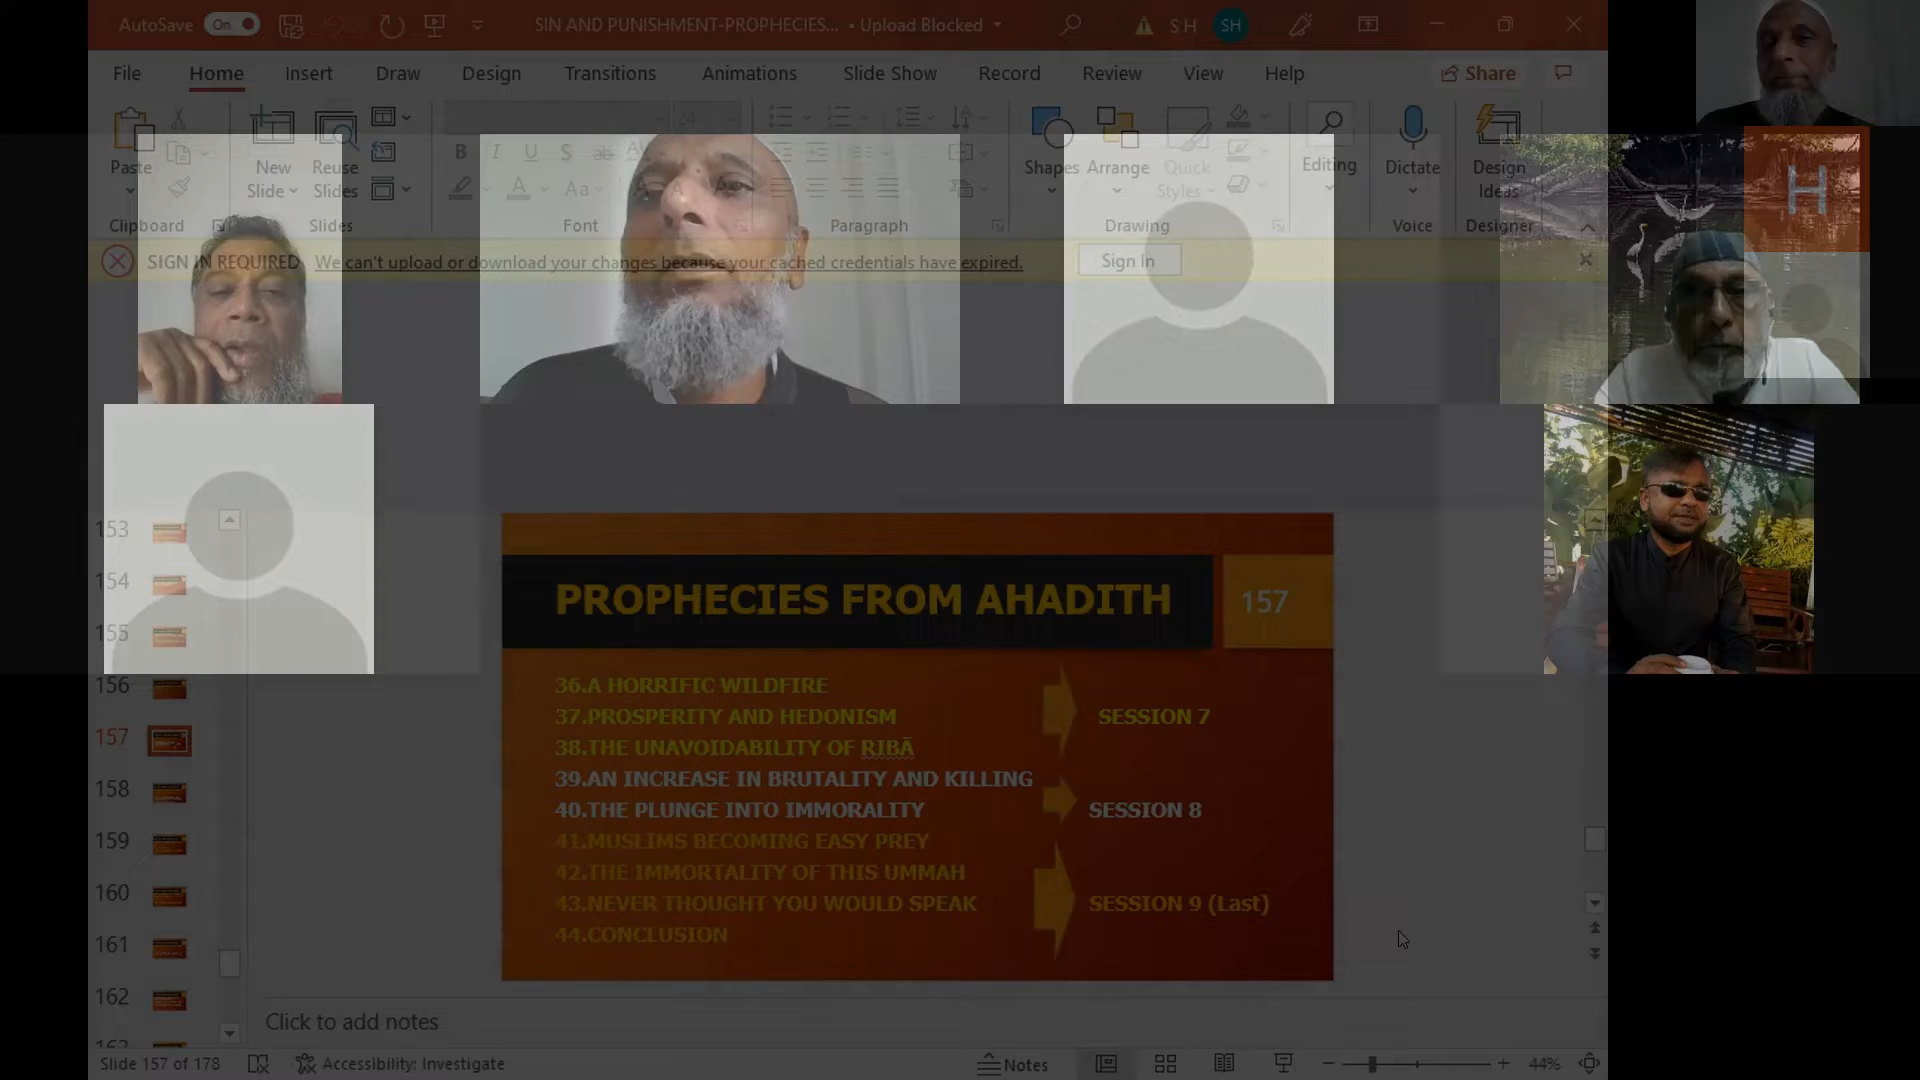 AutoSave On SIN AND PUNISHMENT-PROPHECIES... • Upload Blocked S H SH
File Home Insert Draw Design Transitions Animations Slide Show Record Review View Help Share
Paste New Slide Reuse Slides 24 B I U S ab AV A Aa Shapes Arrange Quick Styles Editing Dictate Design Ideas
Clipboard Slides Font Paragraph Drawing Voice Designer
H
SIGN IN REQUIRED We can't upload or download your changes because your cached credentials have expired. Sign In
153
154
155
156
157
158
159
160
161
162
PROPHECIES FROM AHADITH 157
36.A HORRIFIC WILDFIRE
37.PROSPERITY AND HEDONISM SESSION 7
38.THE UNAVOIDABILITY OF RIBĀ
39.AN INCREASE IN BRUTALITY AND KILLING
40.THE PLUNGE INTO IMMORALITY SESSION 8
41.MUSLIMS BECOMING EASY PREY
42.THE IMMORTALITY OF THIS UMMAH
43.NEVER THOUGHT YOU WOULD SPEAK SESSION 9 (Last)
44.CONCLUSION
Click to add notes
Slide 157 of 178 Accessibility: Investigate Notes 44%